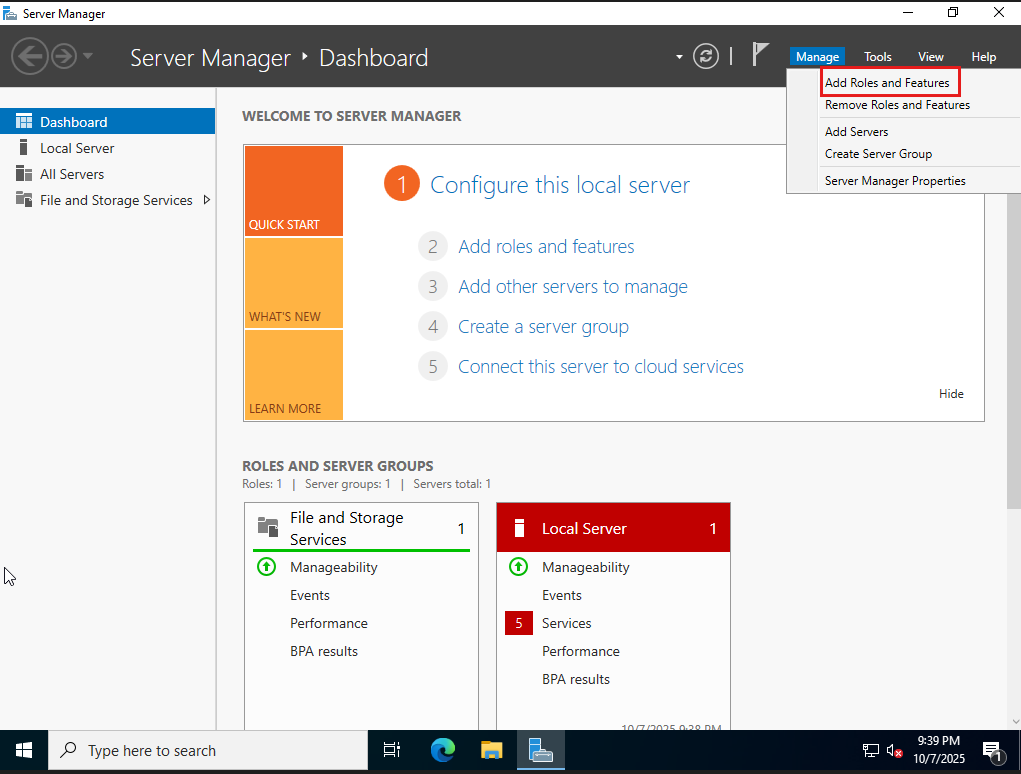 Server Manager
Server Manager • Dashboard
Manage Tools View Help
Add Roles and Features
Remove Roles and Features
Add Servers
Create Server Group
Server Manager Properties
Dashboard
Local Server
All Servers
File and Storage Services
WELCOME TO SERVER MANAGER
QUICK START
WHAT'S NEW
LEARN MORE
1 Configure this local server
2 Add roles and features
3 Add other servers to manage
4 Create a server group
5 Connect this server to cloud services
Hide
ROLES AND SERVER GROUPS
Roles: 1 | Server groups: 1 | Servers total: 1
File and Storage
Services
1
Manageability
Events
Performance
BPA results
Local Server 1
Manageability
Events
5 Services
Performance
BPA results
10/7/2025 9:38 PM
Type here to search
9:39 PM
10/7/2025
1